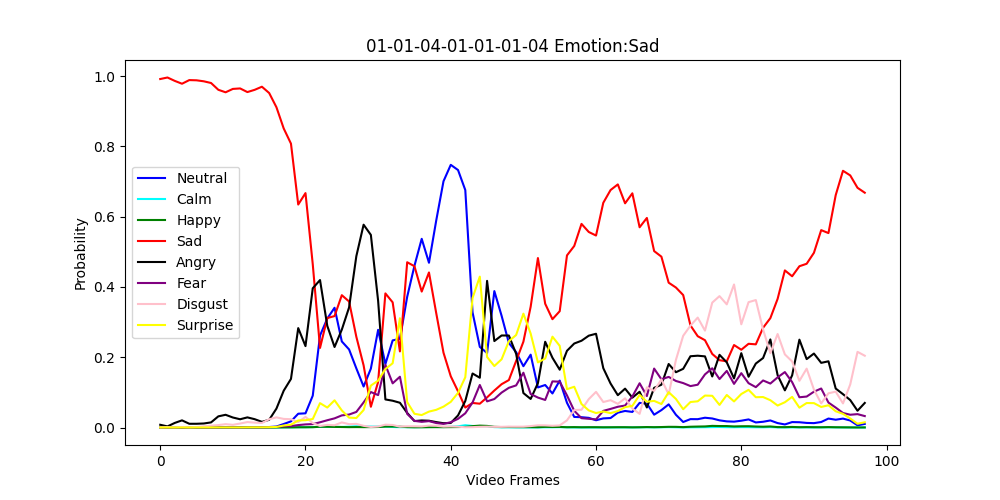 01-01-04-01-01-01-04 Emotion:Sad
1.0
0.8
0.6
0.4
0.2
0.0
Probability
Neutral
Calm
Happy
Sad
Angry
Fear
Disgust
Surprise
0 20 40 60 80 100
Video Frames